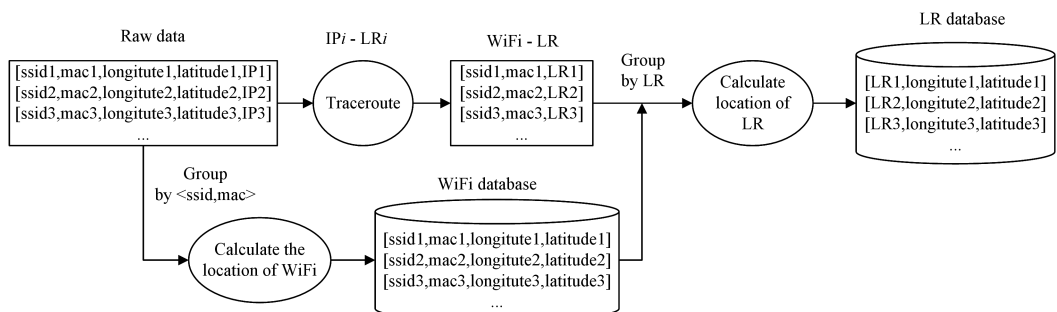 Raw data
[ssid1,mac1,longitute1,latitude1,IP1]
[ssid2,mac2,longitute2,latitude2,IP2]
[ssid3,mac3,longitute3,latitude3,IP3]
...
IPi - LRi
Traceroute
WiFi - LR
[ssid1,mac1,LR1]
[ssid2,mac2,LR2]
[ssid3,mac3,LR3]
...
Group
by LR
Calculate
location of
LR
LR database
[LR1,longitute1,latitude1]
[LR2,longitute2,latitude2]
[LR3,longitute3,latitude3]
...
Group
by <ssid,mac>
Calculate the
location of WiFi
WiFi database
[ssid1,mac1,longitute1,latitude1]
[ssid2,mac2,longitute2,latitude2]
[ssid3,mac3,longitute3,latitude3]
...